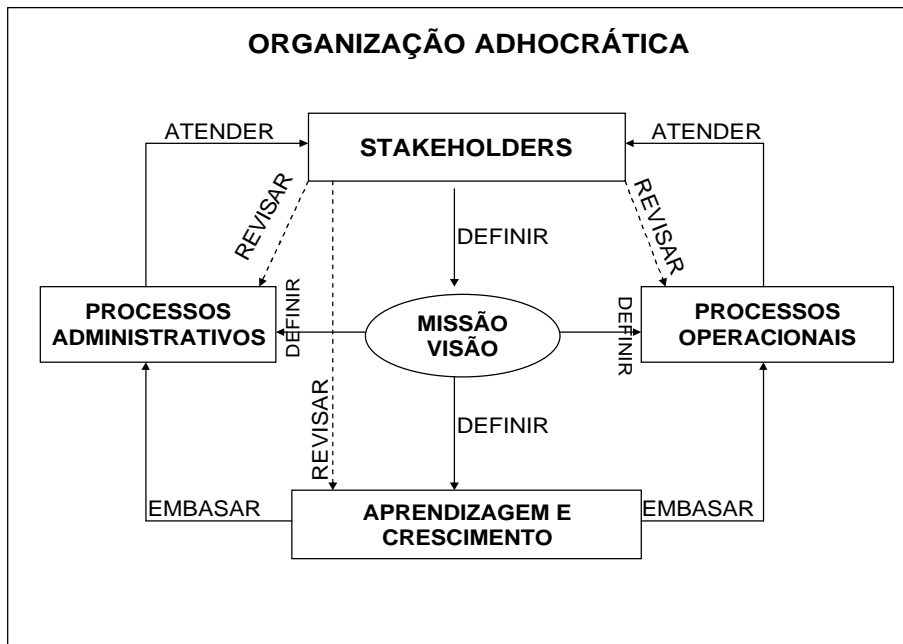 ORGANIZAÇÃO ADHOCRÁTICA
ATENDER
ATENDER
STAKEHOLDERS
REVISAR
REVISAR
DEFINIR
PROCESSOS
ADMINISTRATIVOS
DEFINIR
MISSÃO
VISÃO
DEFINIR
PROCESSOS
OPERACIONAIS
REVISAR
DEFINIR
EMBASAR
APRENDIZAGEM E
CRESCIMENTO
EMBASAR